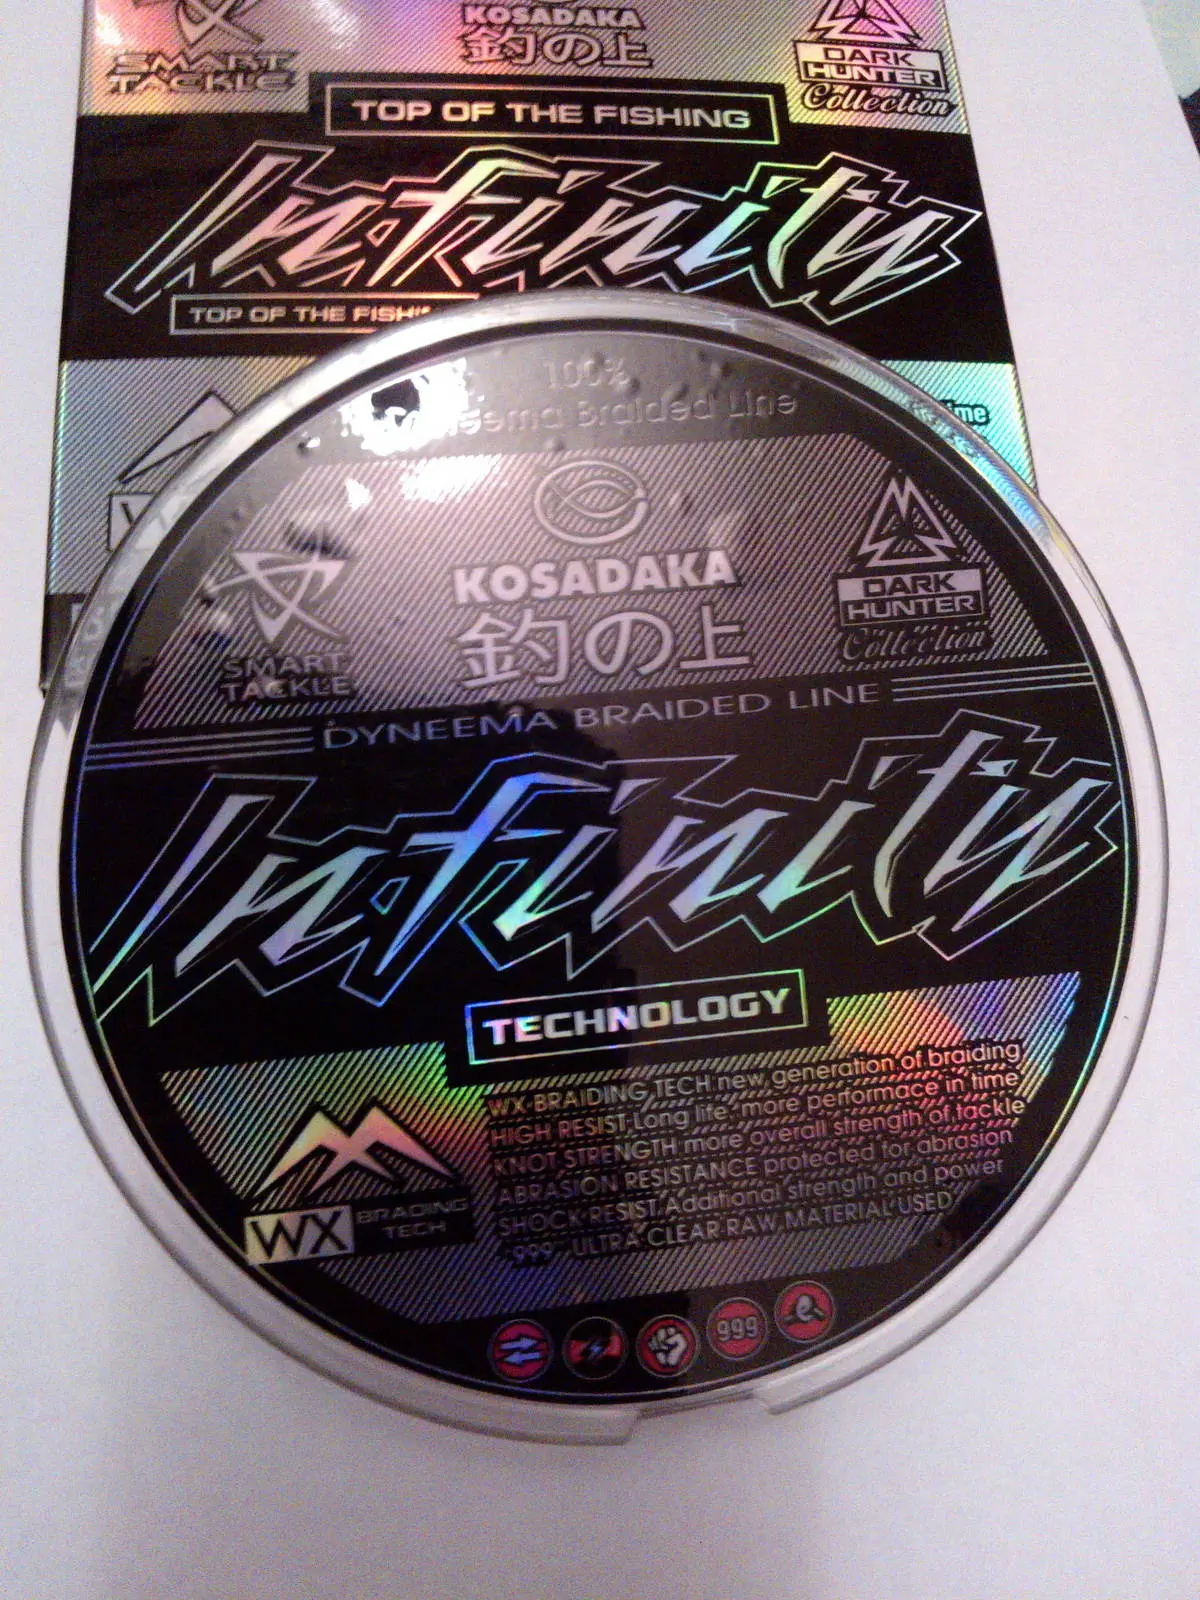 SMART
TACKLE
KOSADAKA
釣の上
DARK
HUNTER
Collection
TOP OF THE FISHING
Infinity
TOP OF THE
100%
Braided Line
KOSADAKA
釣の上
SMART
TACKLE
DARK
HUNTER
Collection
DYNEEMA BRAIDED LINE
Infinity
TECHNOLOGY
WX BRADING
TECH
WX-BRAIDING TECH new generation of braiding
HIGH RESIST Long life, more performace in time
KNOT STRENGTH more overall strength of tackle
ABRASION RESISTANCE protected for abrasion
SHOCK RESIST Additional strength and power
999 - ULTRA CLEAR RAW MATERIAL USED
999